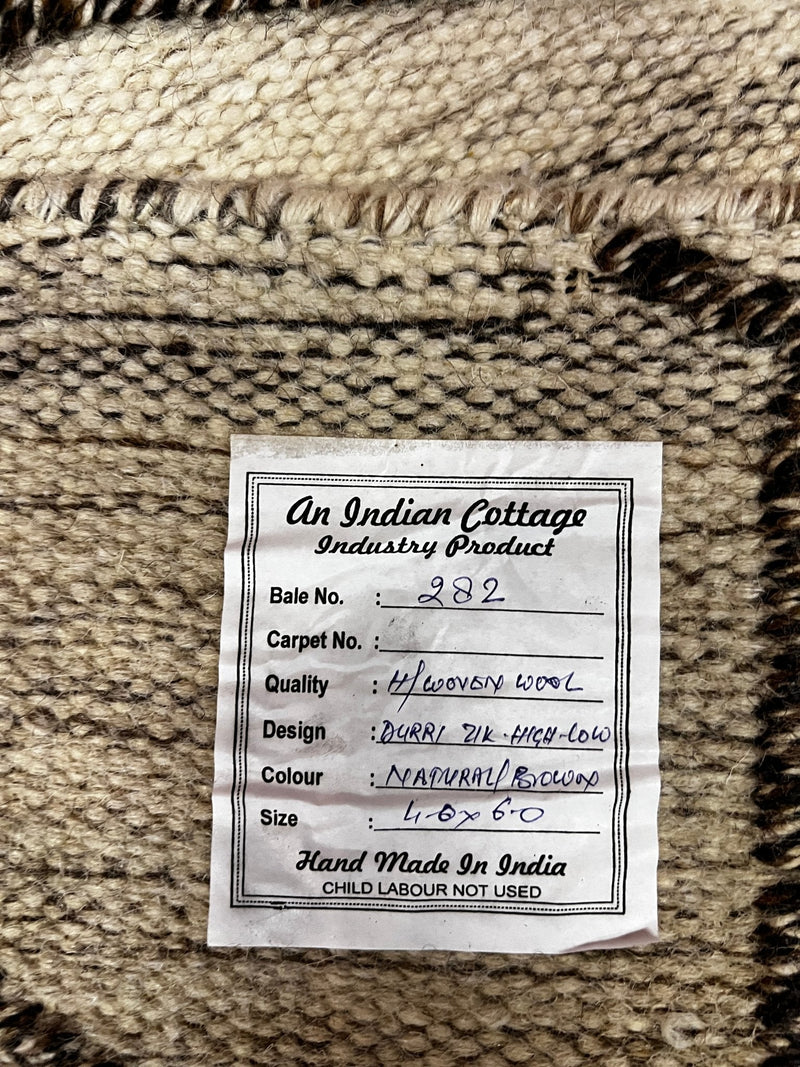 An Indian Cottage
Industry Product
Bale No. : 282
Carpet No. :
Quality : H/WOVEN WOOL
Design : DURRI ZIK-HIGH-LOW
Colour : NATURAL/BROWN
Size : 4-0x6-0
Hand Made In India
CHILD LABOUR NOT USED